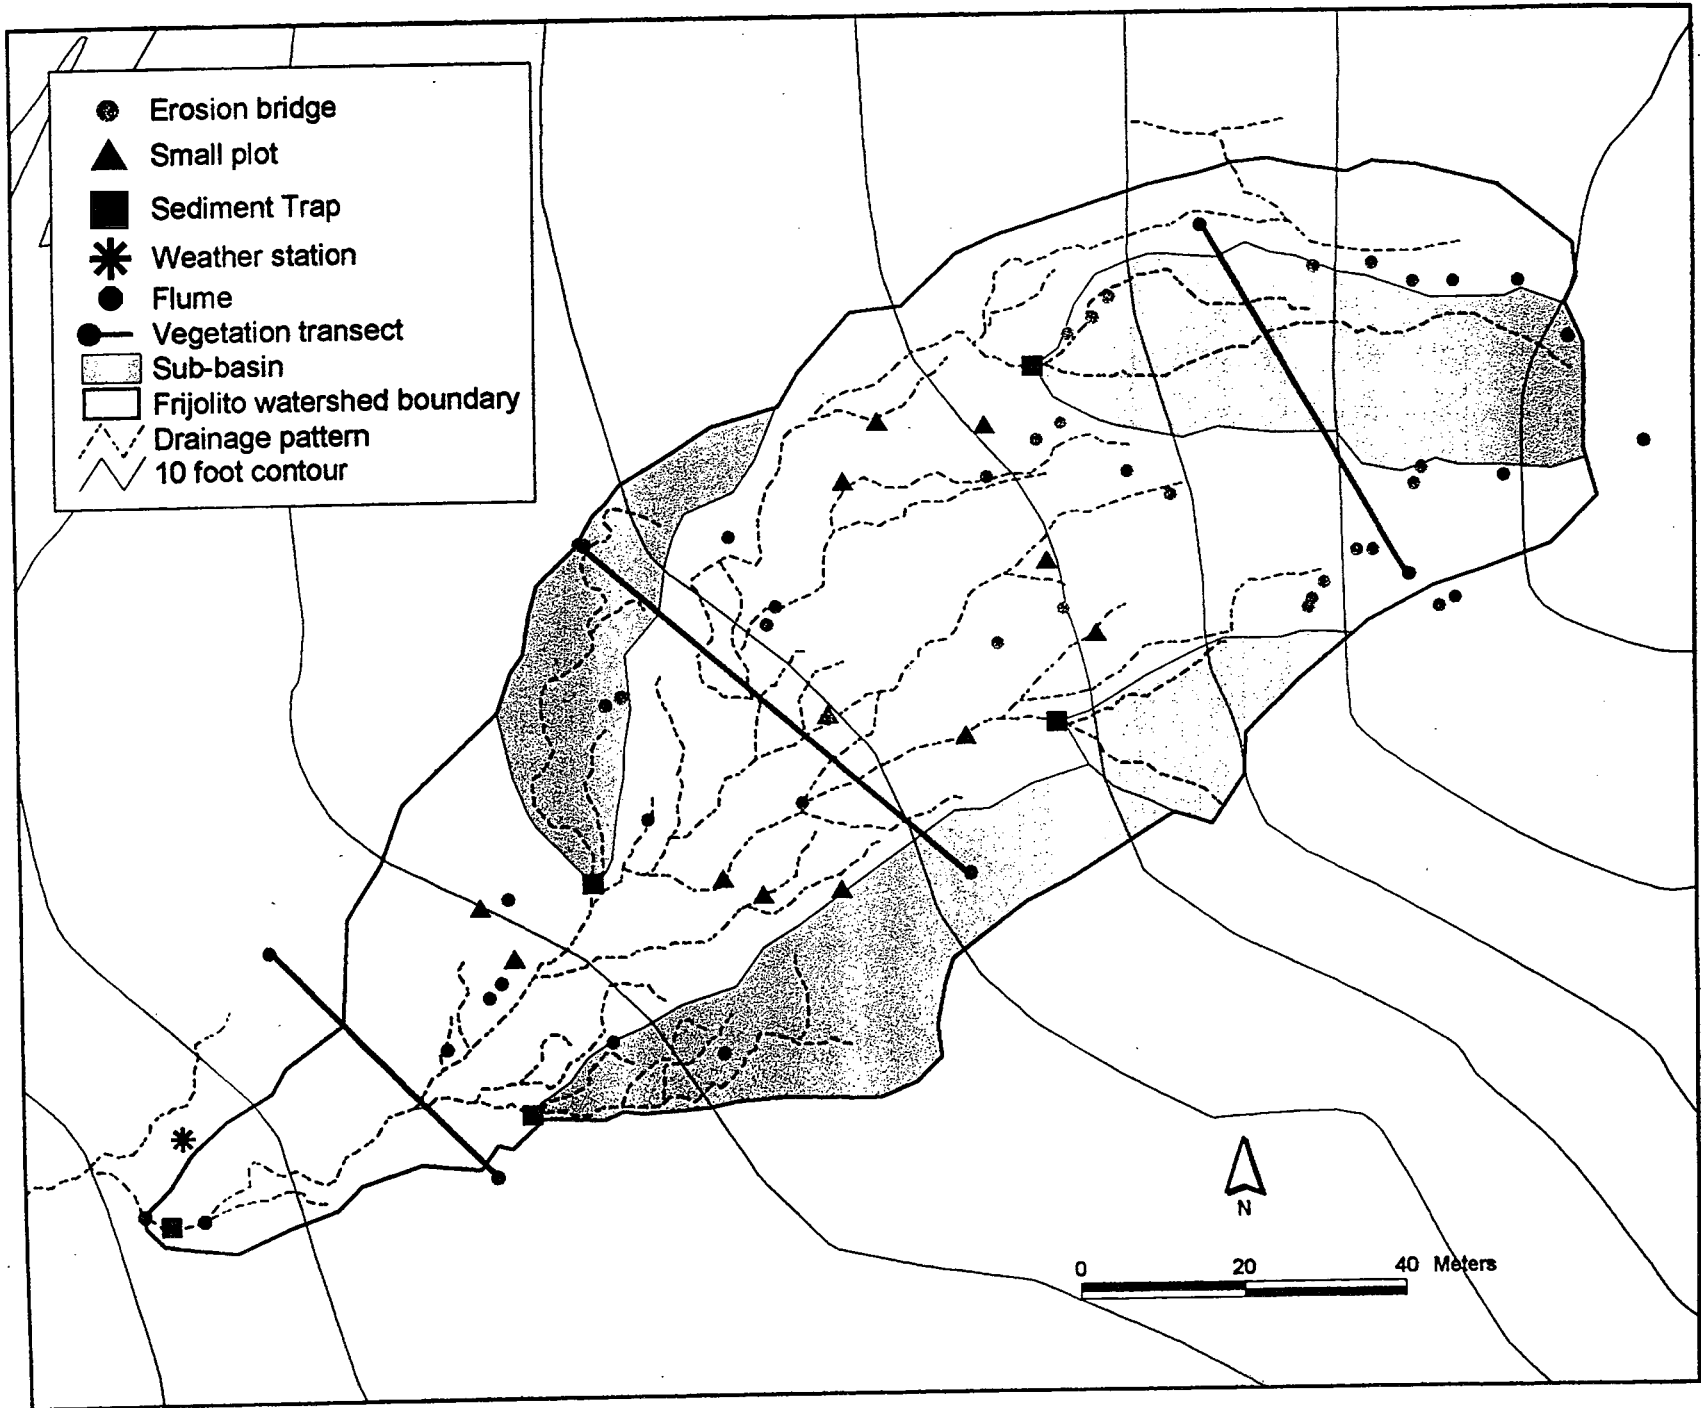 Erosion bridge
Small plot
Sediment Trap
Weather station
Flume
Vegetation transect
Sub-basin
Frijolito watershed boundary
Drainage pattern
10 foot contour
N
0 20 40 Meters